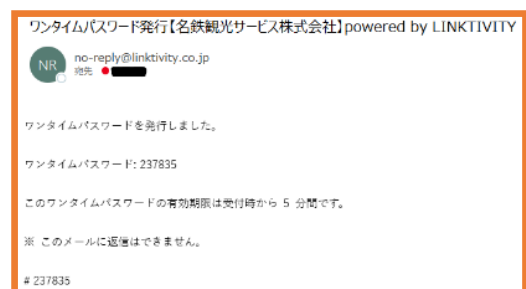 ワンタイムパスワード発行【名鉄観光サービス株式会社】powered by LINKTIVITY
NR
no-reply@linktivity.co.jp
宛先
ワンタイムパスワードを発行しました。
ワンタイムパスワード: 237835
このワンタイムパスワードの有効期限は受付時から 5 分間です。
※ このメールに返信はできません。
# 237835